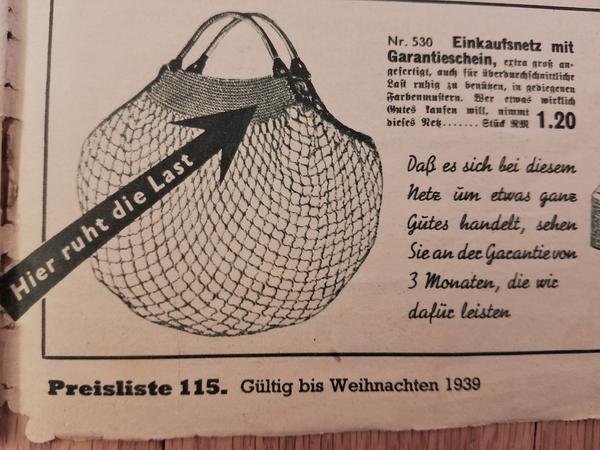 Hier ruht die Last
Nr. 530 Einkaufsnetz mit
Garantieschein, extra groß an-
gefertigt, auch für überdurchschnittliche
Last ruhig zu benützen, in gediegenen
Farbenmustern. Wer etwas wirklich
Gutes kaufen will, nimmt
dieses Netz....... Stück RM 1.20
Daß es sich bei diesem
Netz um etwas ganz
Gutes handelt, sehen
Sie an der Garantie von
3 Monaten, die wir
dafür leisten
Preisliste 115. Gültig bis Weihnachten 1939